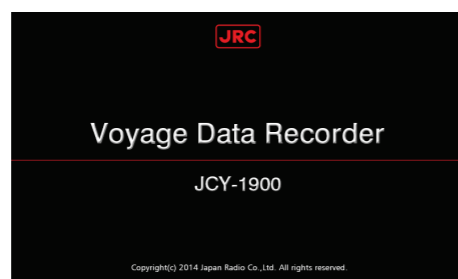 JRC
Voyage Data Recorder
JCY-1900
Copyright(c) 2014 Japan Radio Co.,Ltd. All rights reserved.